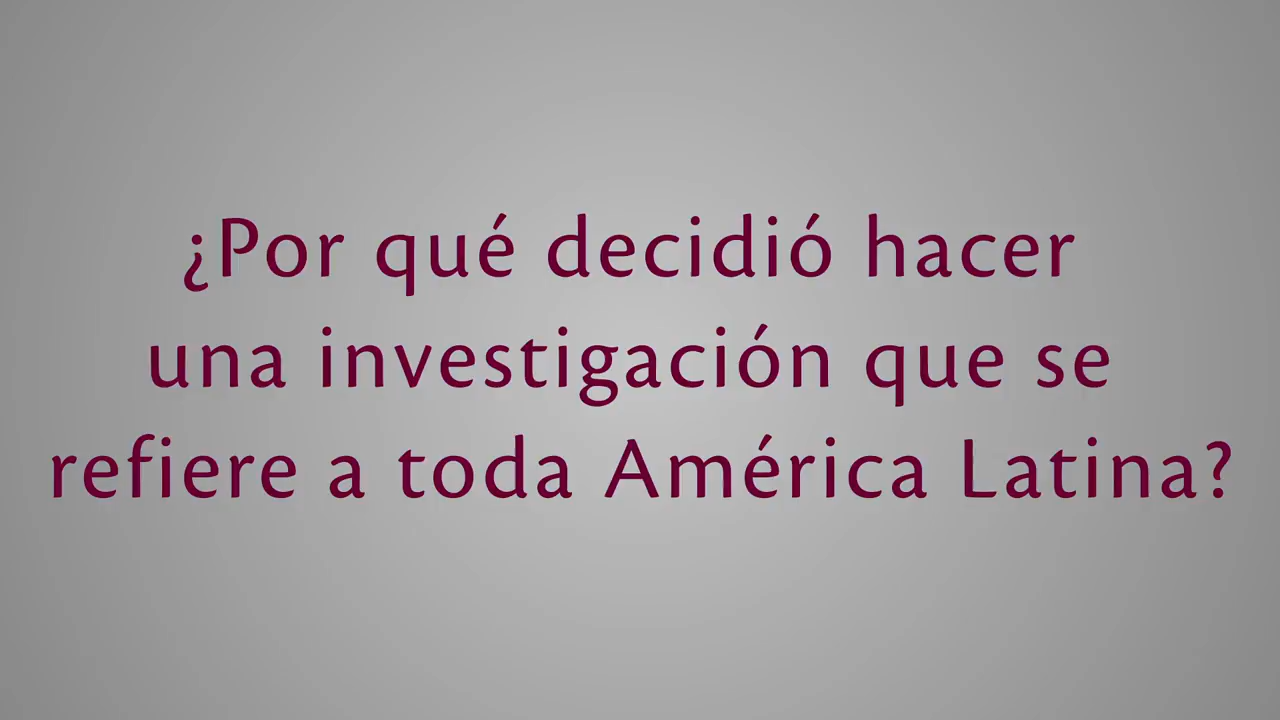 ¿Por qué decidió hacer
una investigación que se
refiere a toda América Latina?